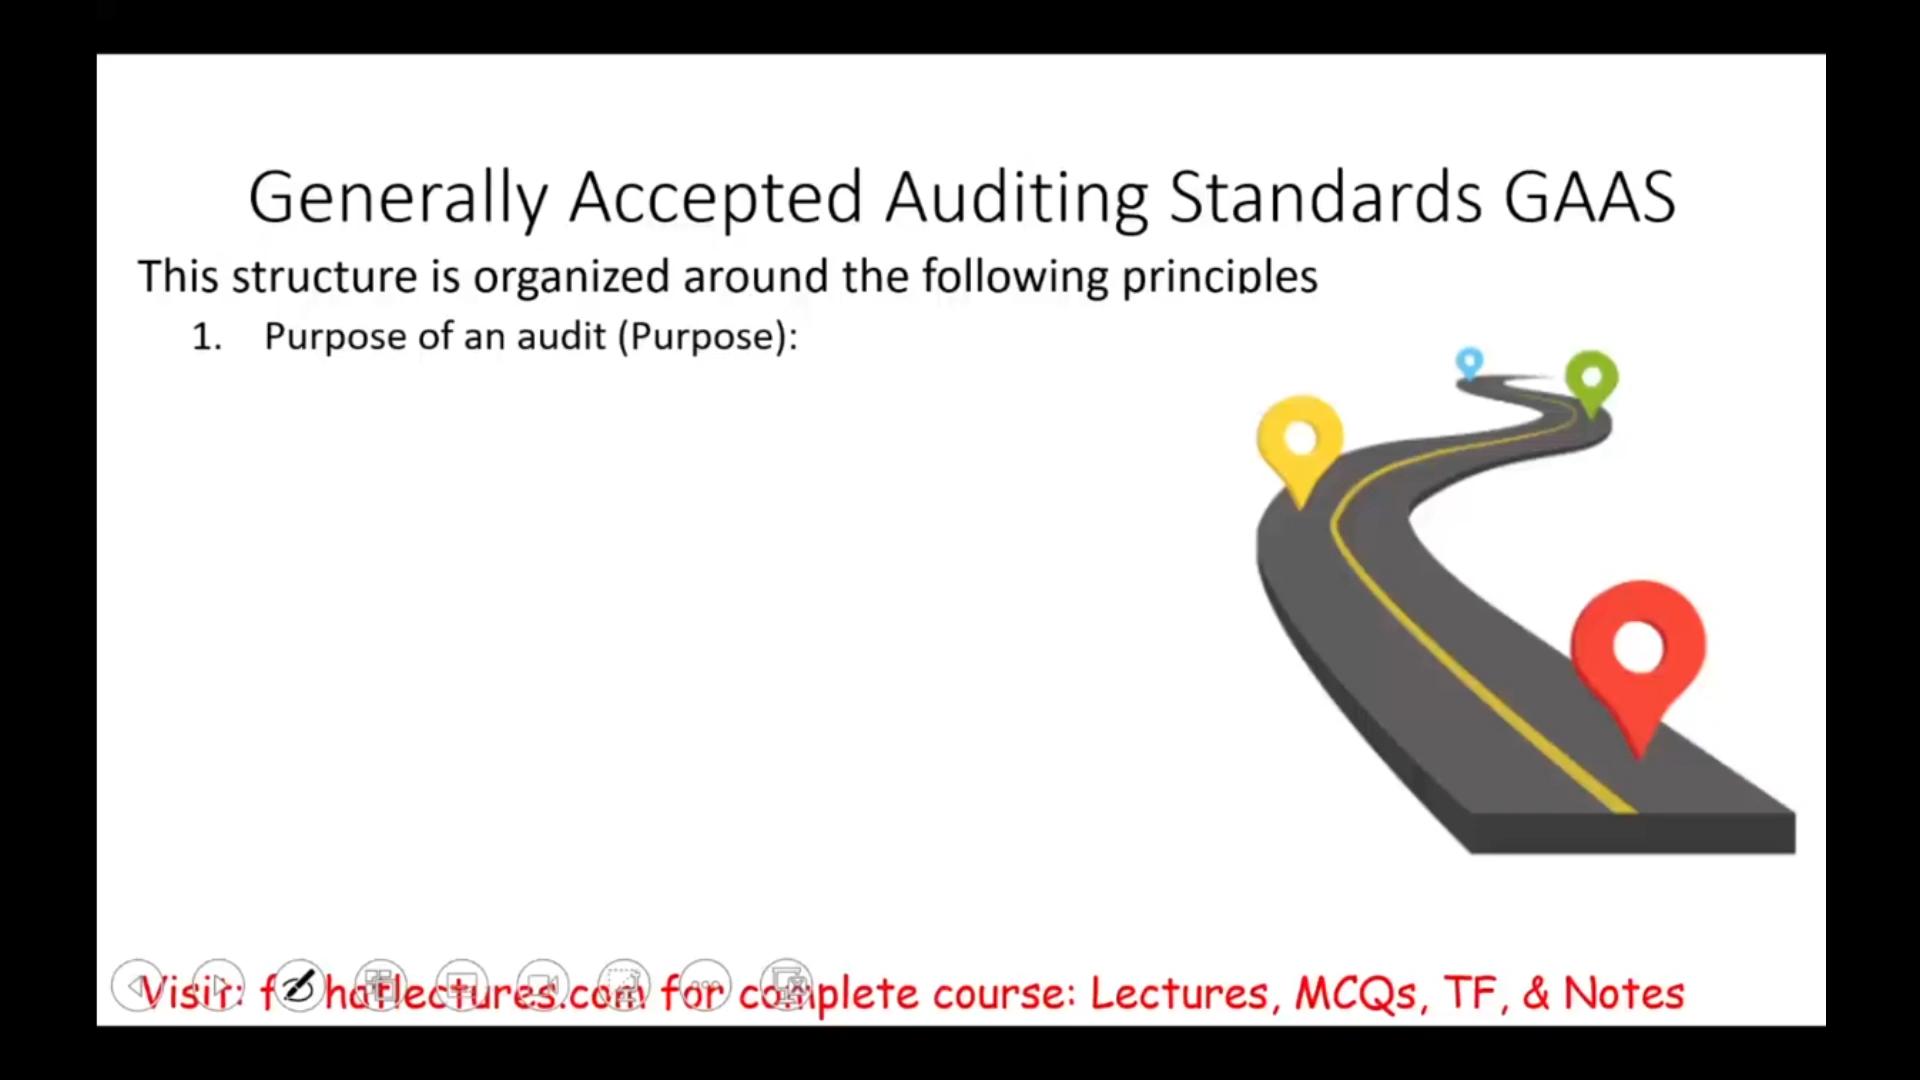 Generally Accepted Auditing Standards GAAS
This structure is organized around the following principles
1. Purpose of an audit (Purpose):
Visit: for complete course: Lectures, MCQs, TF, & Notes